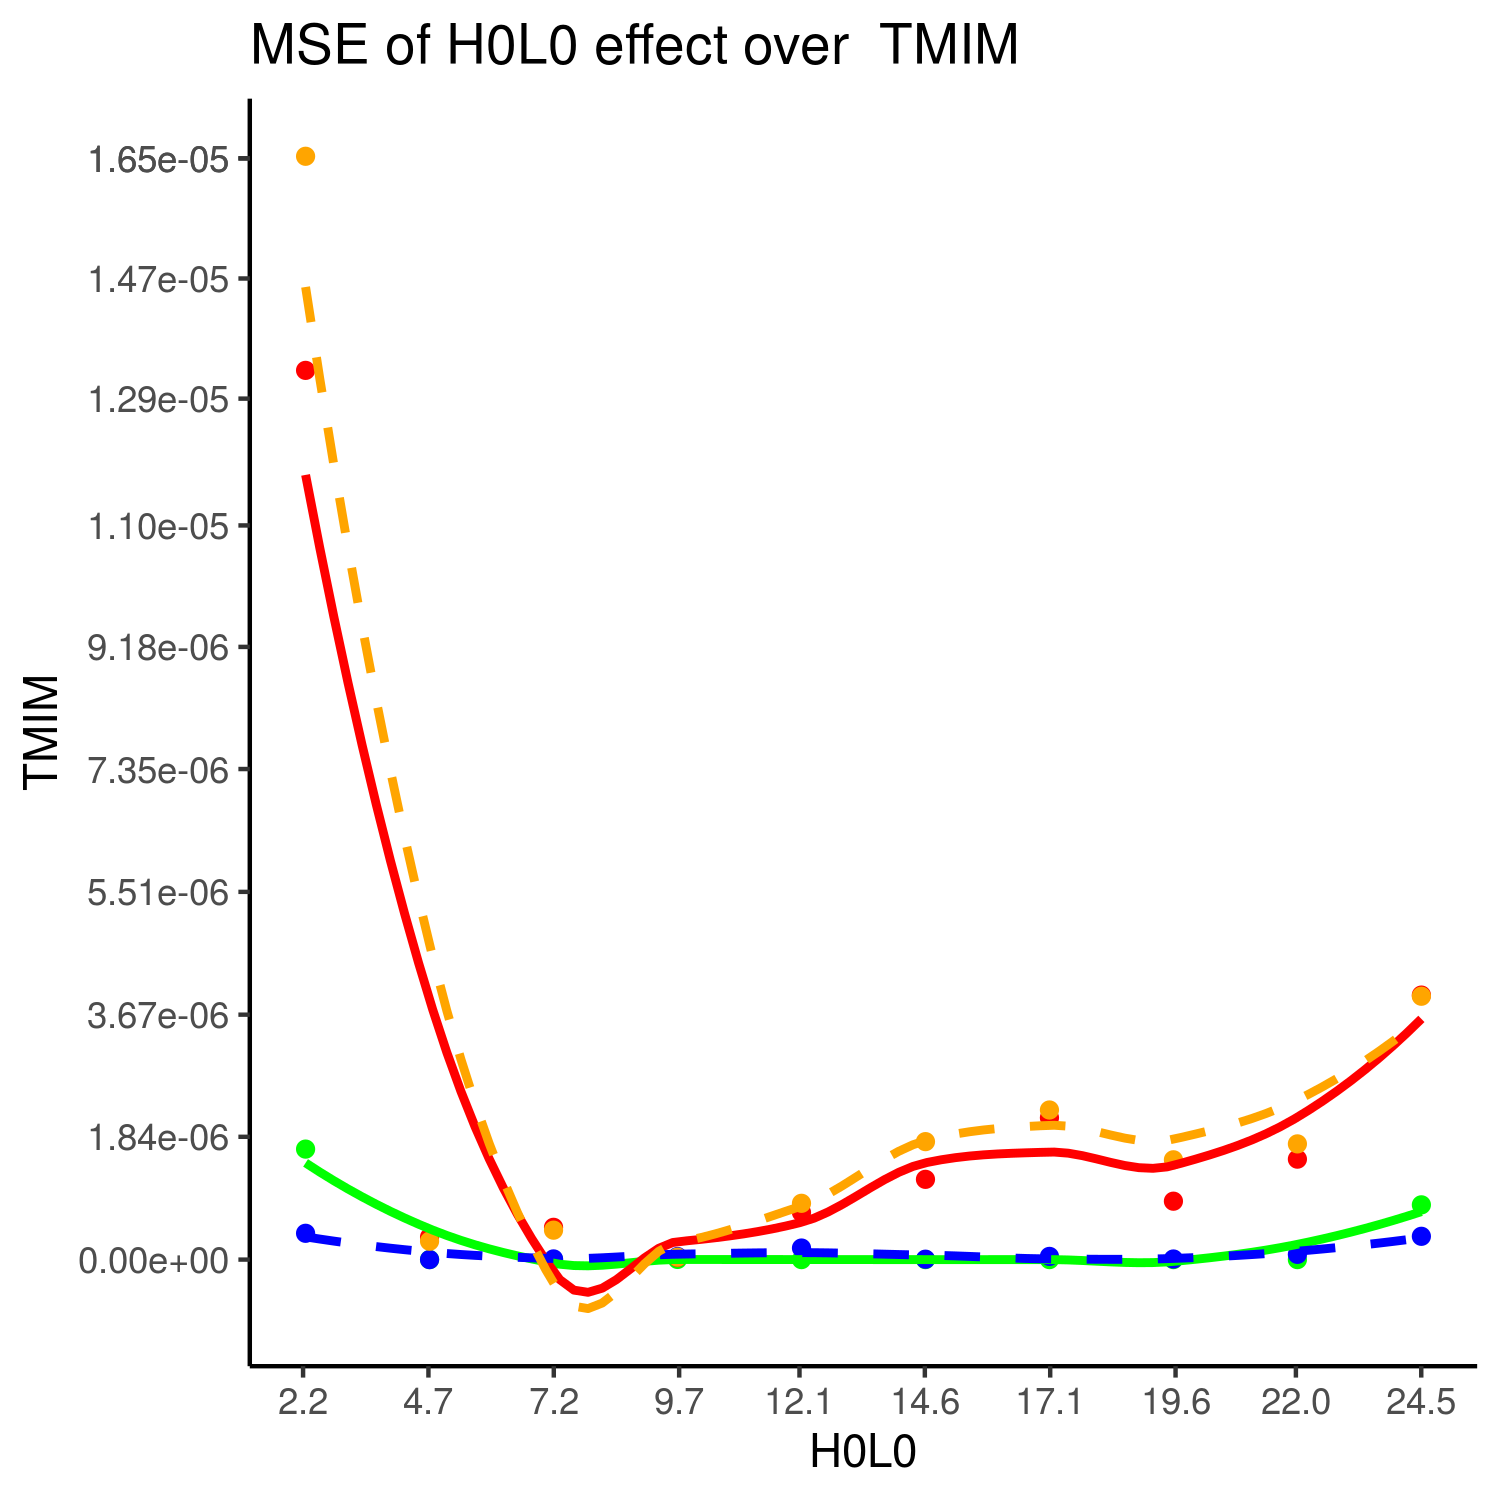 MSE of H0L0 effect over  TMIM
1.65e-05
1.47e-05
1.29e-05
1.10e-05
9.18e-06
7.35e-06
5.51e-06
3.67e-06
1.84e-06
0.00e+00
TMIM
2.2 4.7 7.2 9.7 12.1 14.6 17.1 19.6 22.0 24.5
H0L0